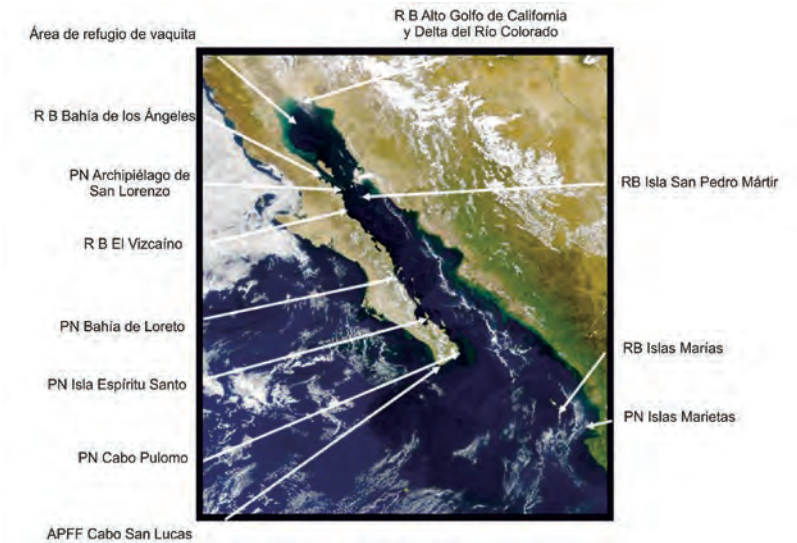 Área de refugio de vaquita
R B Alto Golfo de California
y Delta del Río Colorado
R B Bahía de los Ángeles
PN Archipiélago de
San Lorenzo
RB Isla San Pedro Mártir
R B El Vizcaíno
PN Bahía de Loreto
RB Islas Marías
PN Isla Espíritu Santo
PN Islas Marietas
PN Cabo Pulomo
APFF Cabo San Lucas